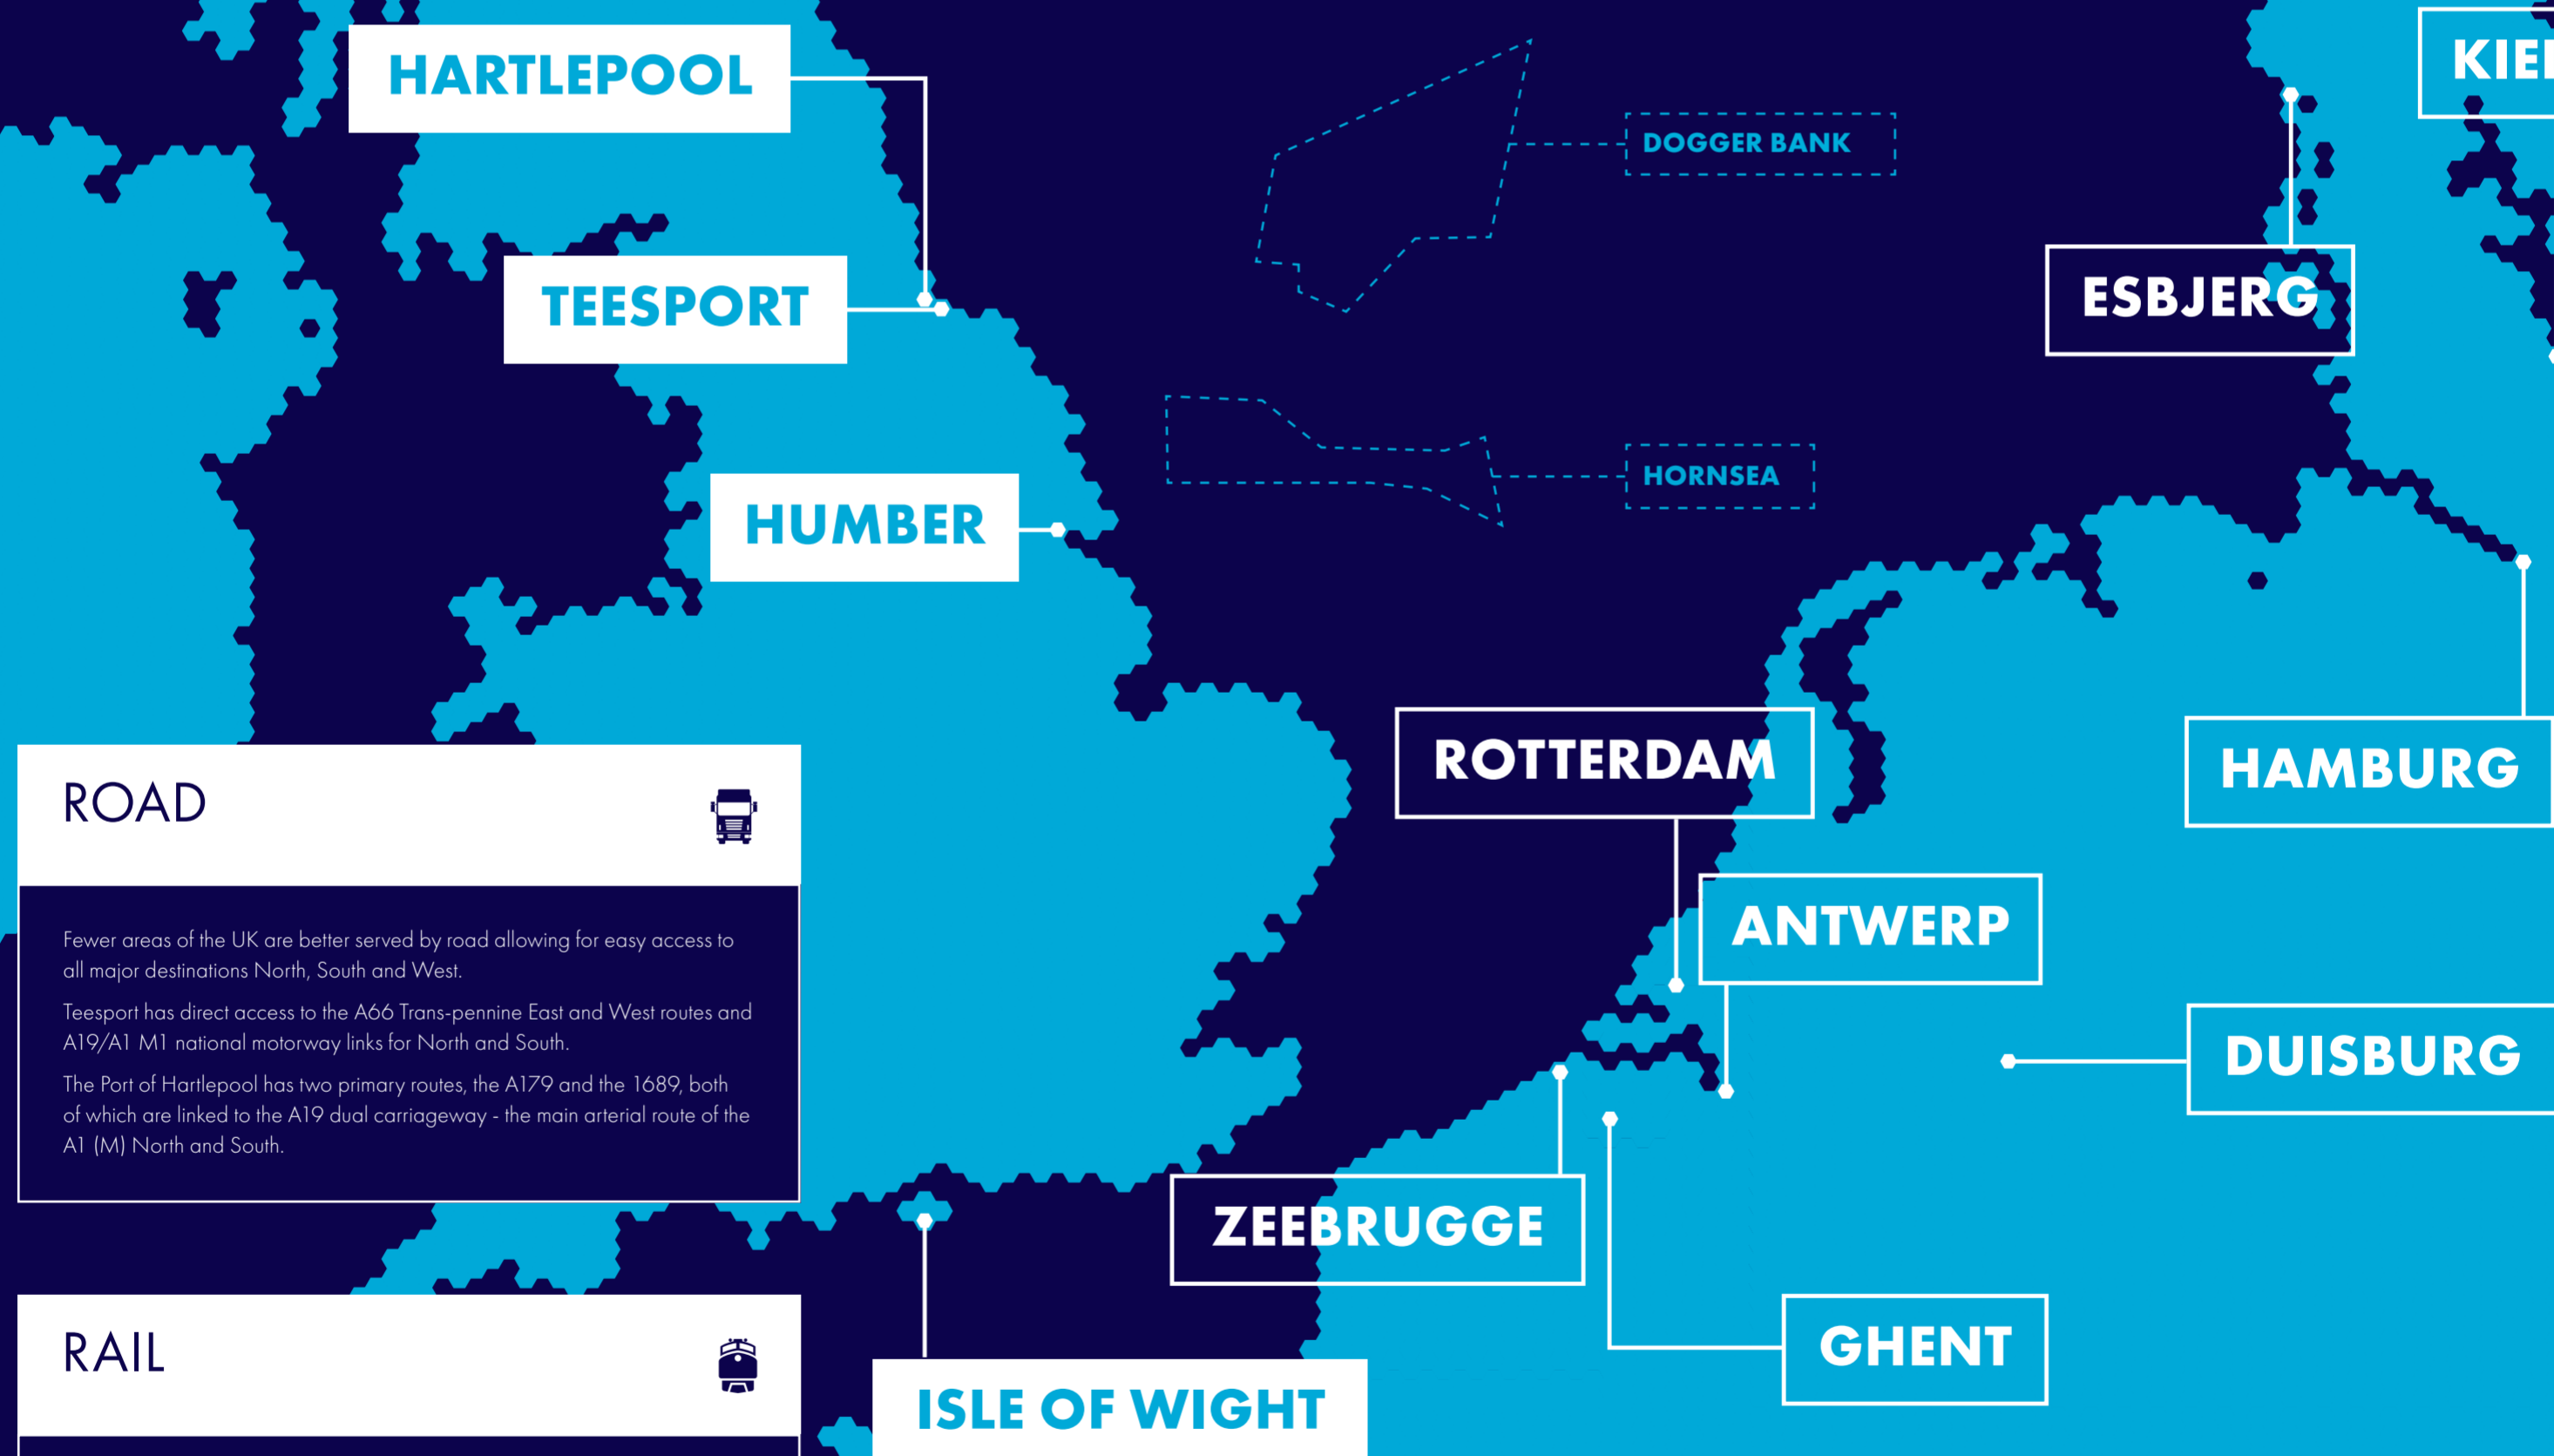 HARTLEPOOL
DOGGER BANK
TEESPORT
ESBJERG
HORNSEA
HUMBER
ROTTERDAM
HAMBURG
ROAD
ANTWERP
Fewer areas of the UK are better served by road allowing for easy access to
all major destinations North, South and West.
Teesport has direct access to the A66 Trans-pennine East and West routes and
A19/A1 M1 national motorway links for North and South.
The Port of Hartlepool has two primary routes, the A179 and the 1689, both
of which are linked to the A19 dual carriageway - the main arterial route of the
A1 (M) North and South.
DUISBURG
ZEEBRUGGE
GHENT
RAIL
ISLE OF WIGHT